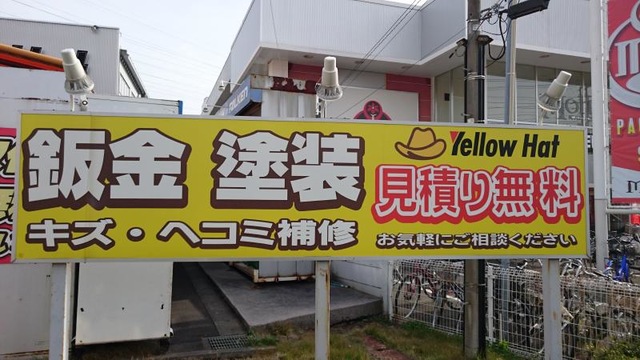 鈑金 塗装
キズ・ヘコミ補修
Yellow Hat
見積り無料
お気軽にご相談ください